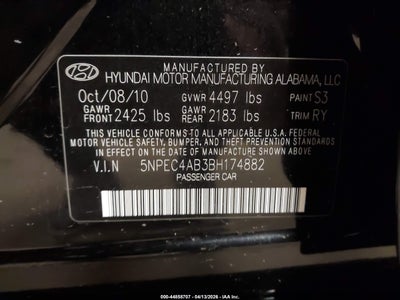 MANUFACTURED BY
HYUNDAI MOTOR MANUFACTURING ALABAMA, LLC
Oct/08/10 GVWR 4497 lbs PAINT S3
GAWR FRONT 2425 lbs GAWR REAR 2183 lbs TRIM RY
THIS VEHICLE CONFORMS TO ALL APPLICABLE U.S.A. FEDERAL
MOTOR VEHICLE SAFETY, BUMPER, AND THEFT PREVENTION
STANDARDS IN EFFECT ON THE DATE OF MANUFACTURE SHOWN ABOVE.
V.I.N 5NPEC4AB3BH174882
PASSENGER CAR
ID: 000-44858707 - 04/13/2026 - IAA Inc.